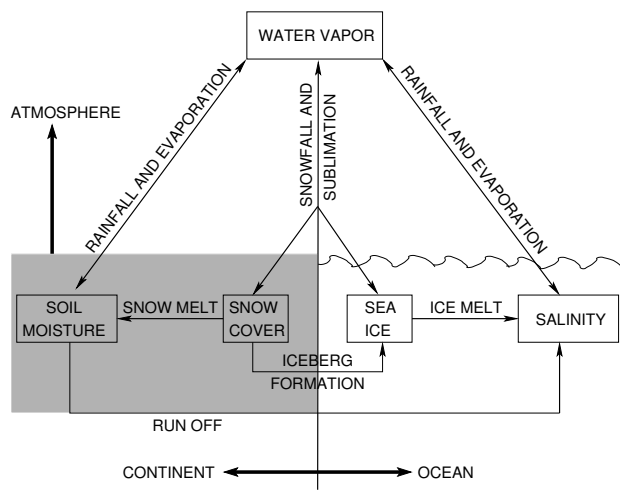 WATER VAPOR
ATMOSPHERE
RAINFALL AND EVAPORATION
SNOWFALL AND
SUBLIMATION
RAINFALL AND EVAPORATION
SOIL
MOISTURE
SNOW MELT
SNOW
COVER
SEA
ICE
ICE MELT
SALINITY
ICEBERG
FORMATION
RUN OFF
CONTINENT
OCEAN